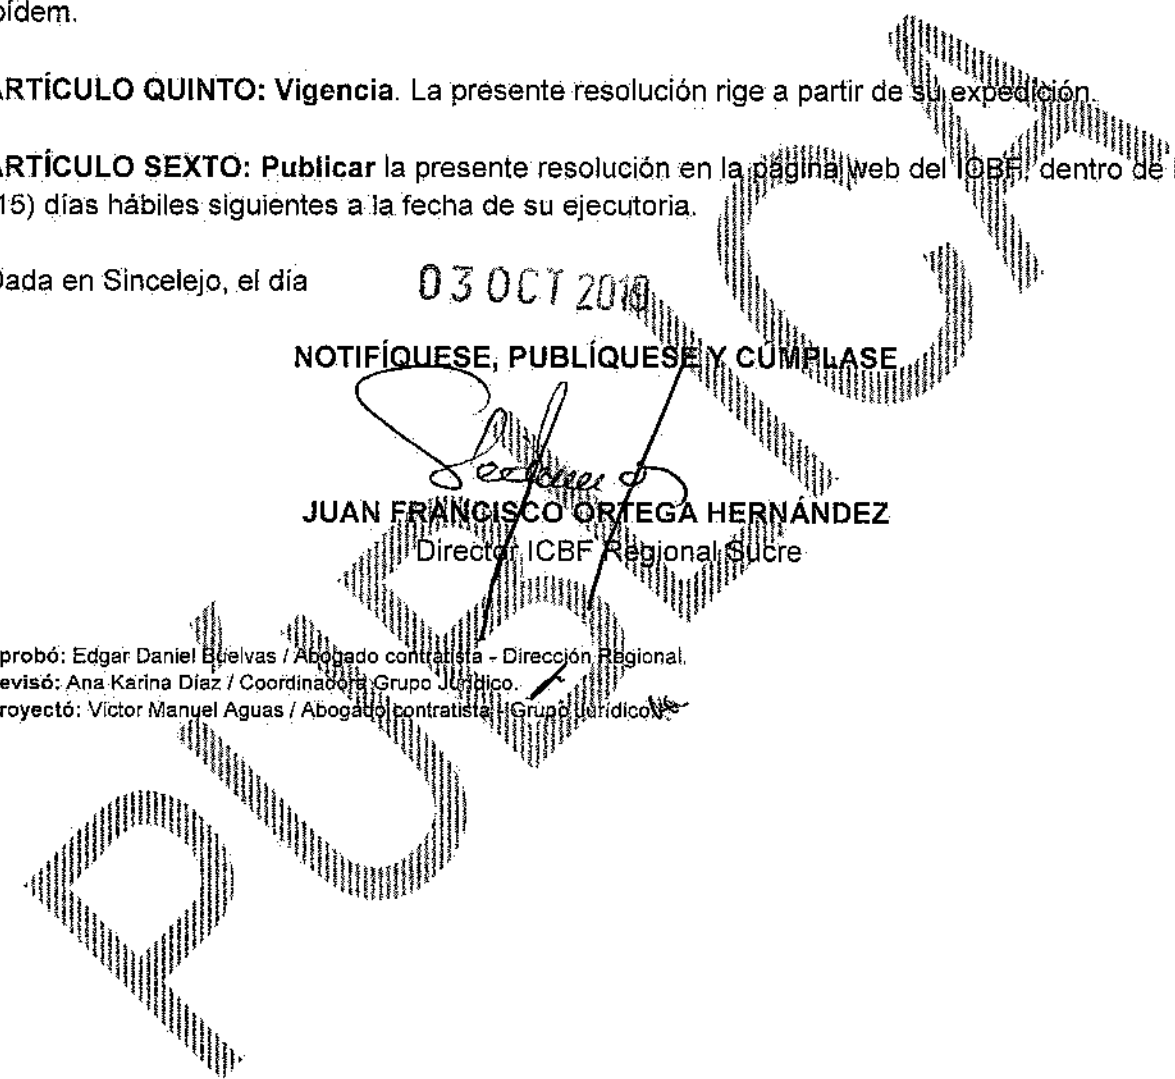 bídem.
ARTÍCULO QUINTO: Vigencia. La presente resolución rige a partir de su expedición.
ARTÍCULO SEXTO: Publicar la presente resolución en la página web del ICBF, dentro de
15) días hábiles siguientes a la fecha de su ejecutoria.
Dada en Sincelejo, el día 03 OCT
NOTIFÍQUESE, PUBLÍQUESE Y CÚMPLASE
JUAN FRANCISCO ORTEGA HERNÁNDEZ
Director ICBF Regional Sucre
probó: Edgar Daniel Buelvas / Abogado contratista - Dirección Regional.
evisó: Ana Karina Díaz / Coordinadora Grupo Jurídico.
royectó: Víctor Manuel Aguas / Abogado contratista - Grupo Jurídico.
PÚBLICA